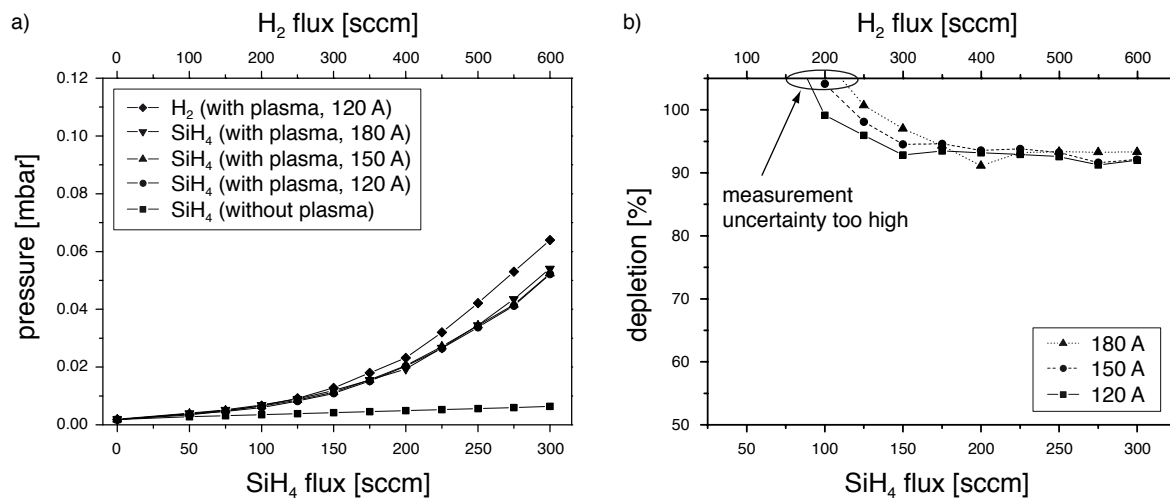 a)
H₂ flux [sccm]
0 100 200 300 400 500 600
0.12
0.10
0.08
0.06
0.04
0.02
0.00
pressure [mbar]
H₂ (with plasma, 120 A)
SiH₄ (with plasma, 180 A)
SiH₄ (with plasma, 150 A)
SiH₄ (with plasma, 120 A)
SiH₄ (without plasma)
0 50 100 150 200 250 300
SiH₄ flux [sccm]
b)
H₂ flux [sccm]
100 200 300 400 500 600
100
90
80
70
60
50
depletion [%]
measurement
uncertainty too high
180 A
150 A
120 A
50 100 150 200 250 300
SiH₄ flux [sccm]